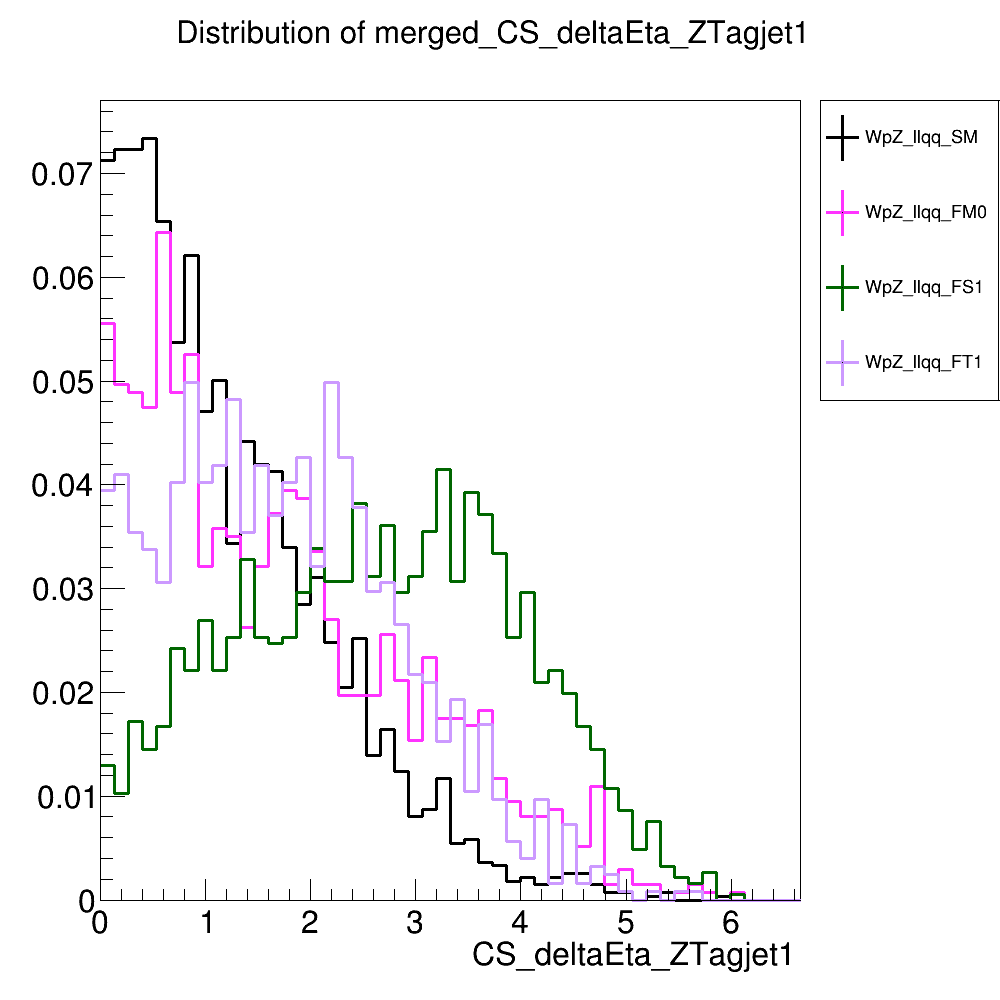 Distribution of merged_CS_deltaEta_ZTagjet1
WpZ_llqq_SM
WpZ_llqq_FM0
WpZ_llqq_FS1
WpZ_llqq_FT1
0.07
0.06
0.05
0.04
0.03
0.02
0.01
0
0 1 2 3 4 5 6
CS_deltaEta_ZTagjet1